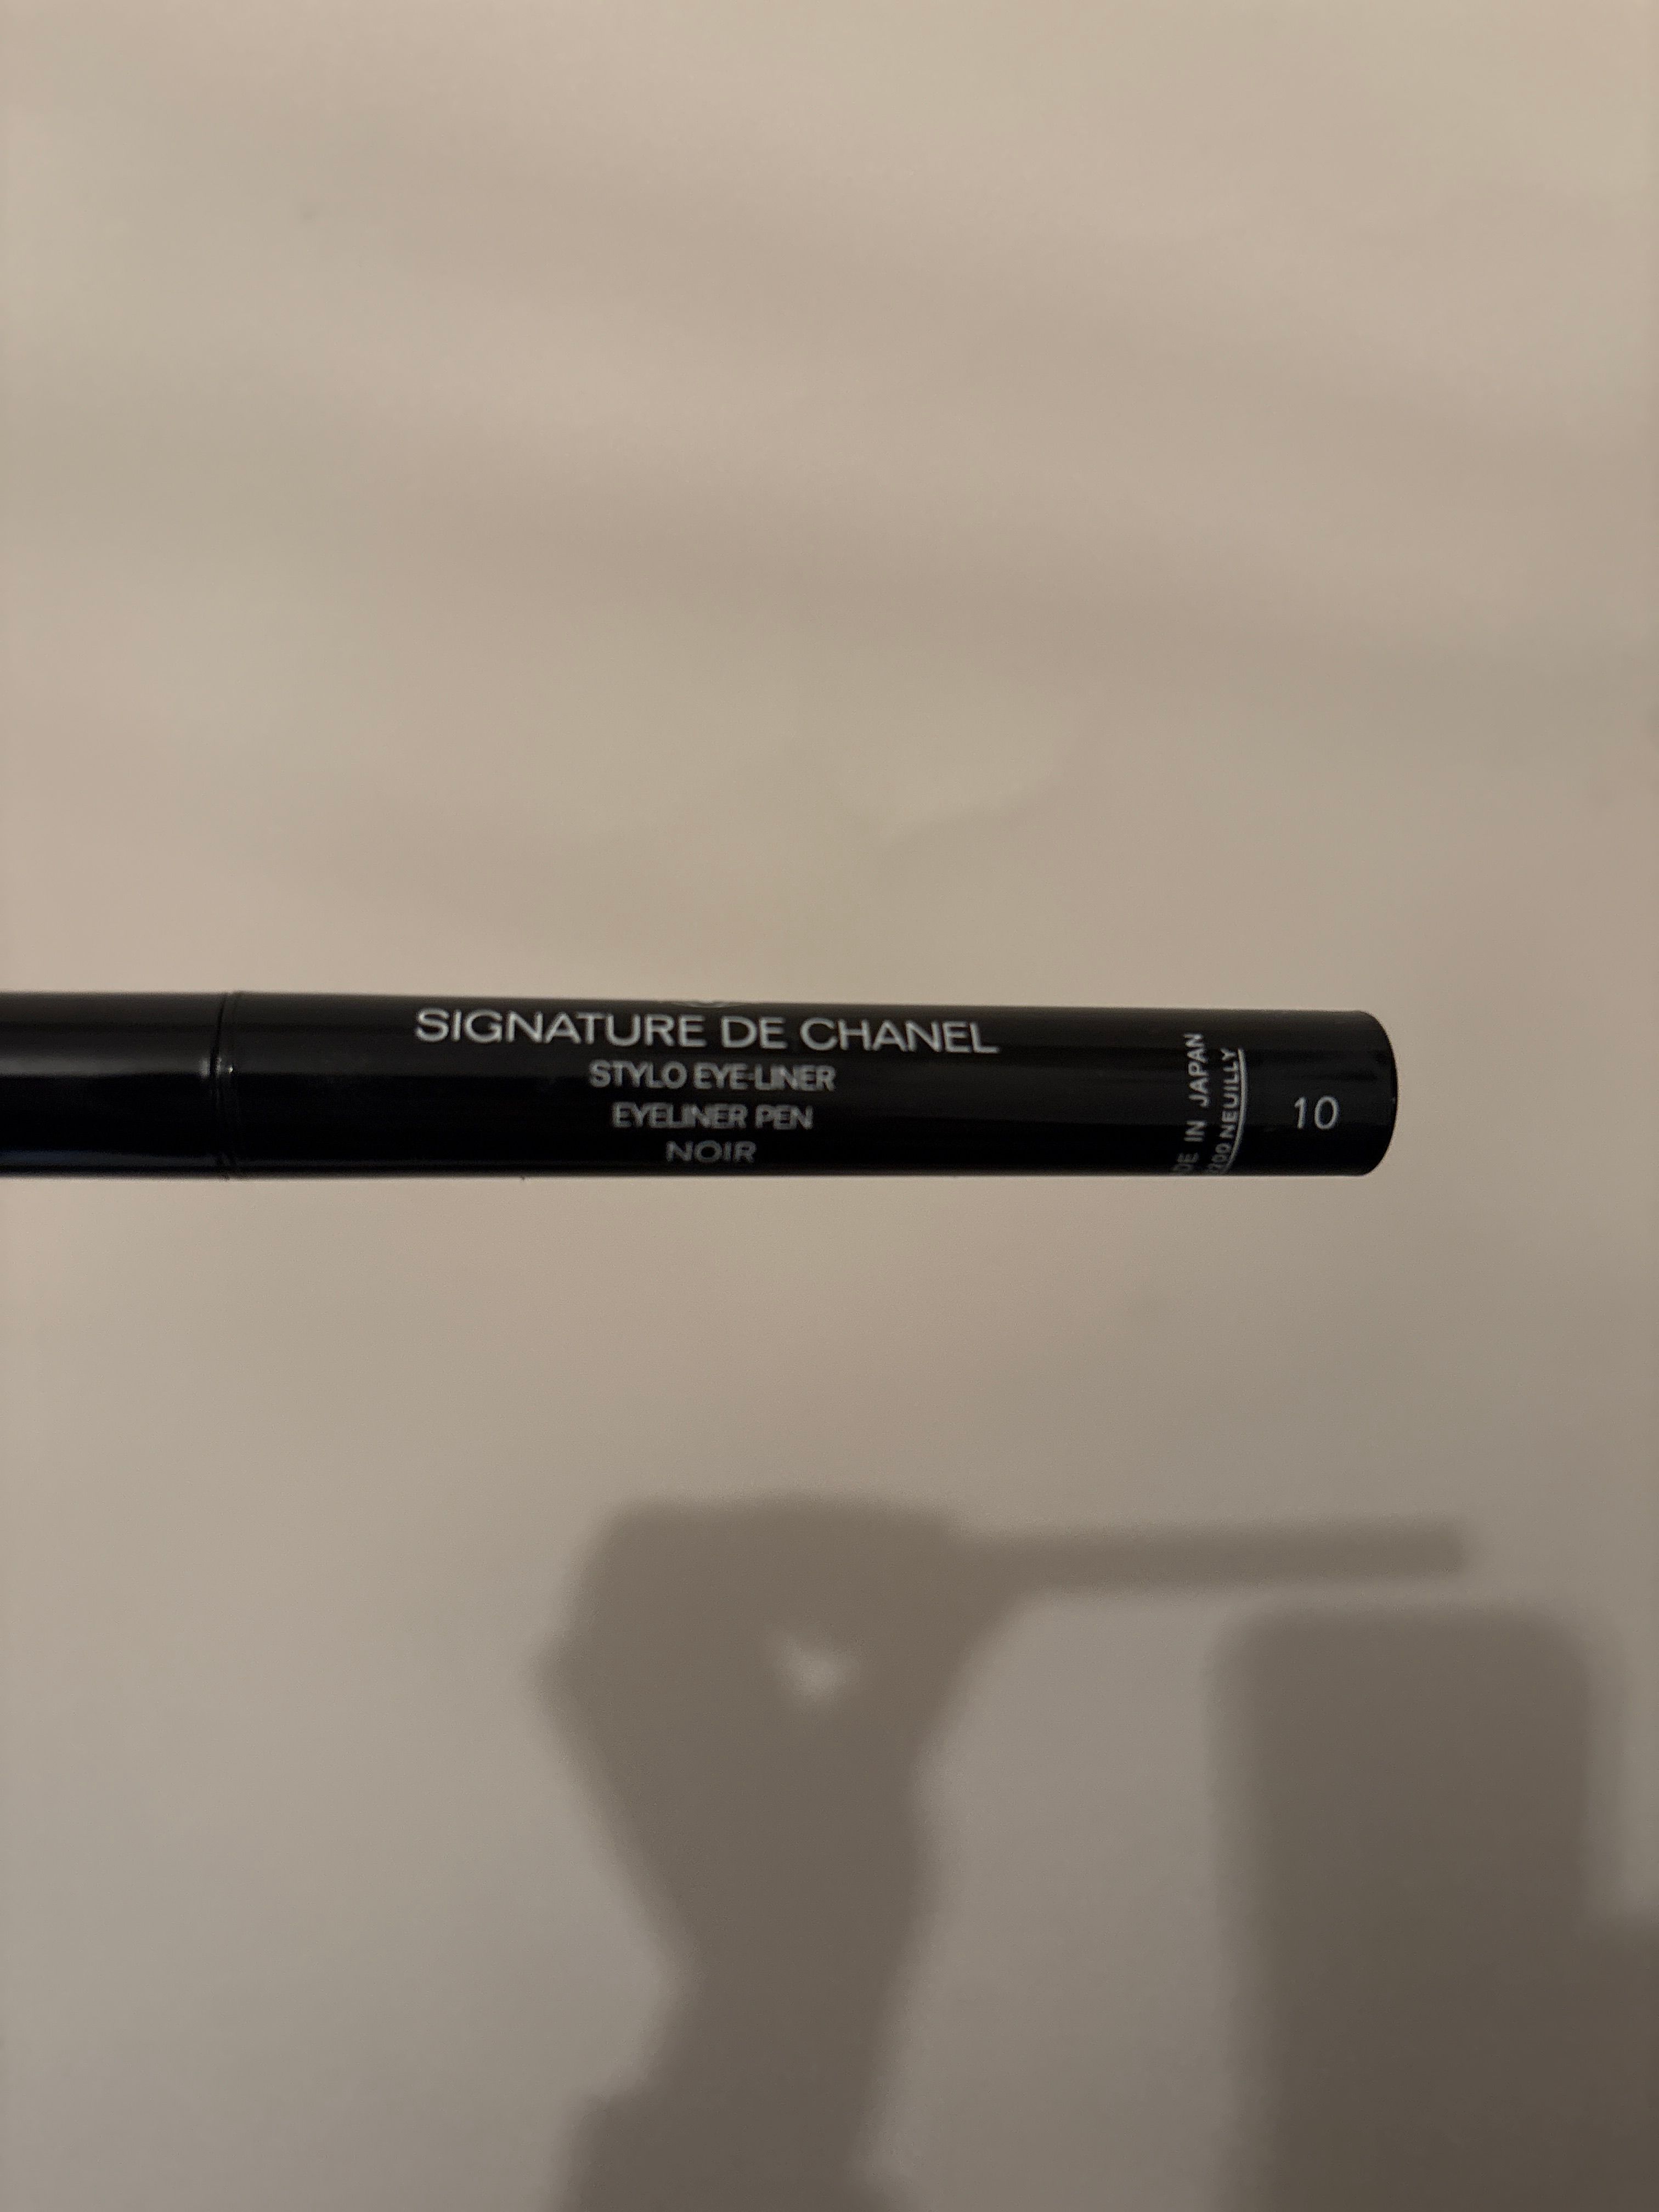 SIGNATURE DE CHANEL
STYLO EYE-LINER
EYELINER PEN
NOIR
IN JAPAN
NEUILLY
10